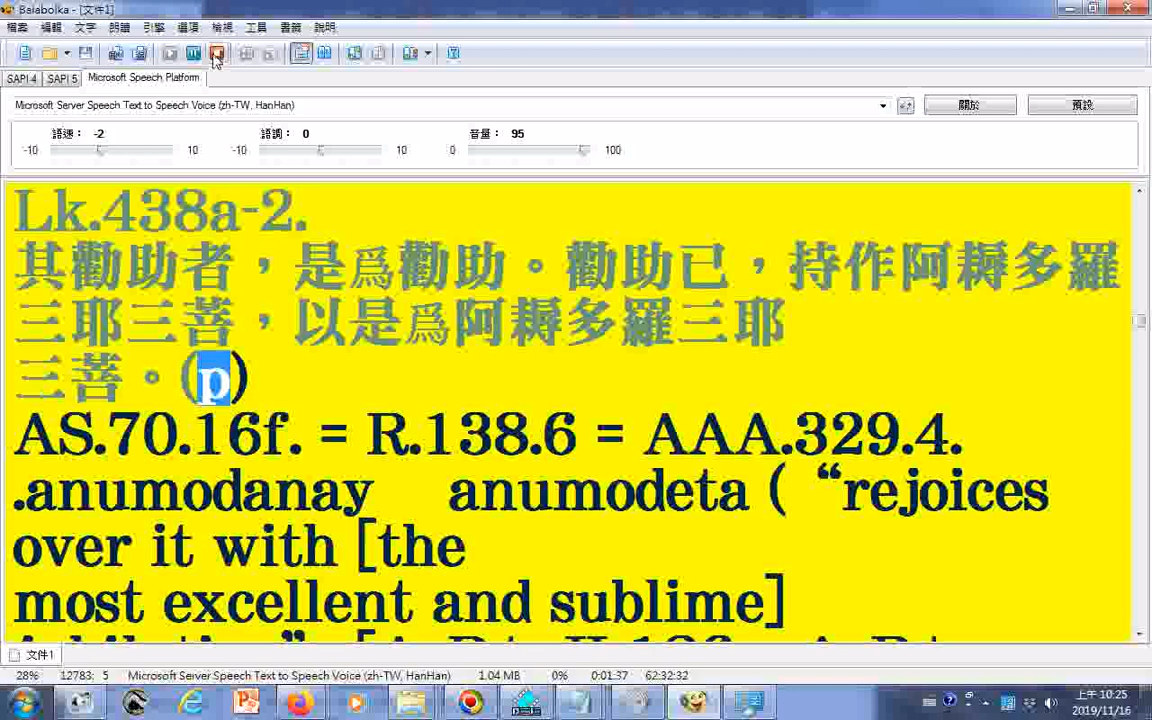 Balabolka - [文件1]
檔案 編輯 文字 朗讀 引擎 選項 檢視 工具 書籤 說明
SAPI 4 SAPI 5 Microsoft Speech Platform
Microsoft Server Speech Text to Speech Voice (zh-TW, HanHan) 關於 預設
語速： -2 語調： 0 音量： 95
-10 10 -10 10 0 100
Lk.438a-2.
其勸助者，是爲勸助。勸助已，持作阿耨多羅
三耶三菩，以是爲阿耨多羅三耶
三菩。(p)
AS.70.16f. = R.138.6 = AAA.329.4.
.anumodanay anumodeta ( “rejoices
over it with [the
most excellent and sublime]
文件1
28% 12783: 5 Microsoft Server Speech Text to Speech Voice (zh-TW, HanHan) 1.04 MB 0% 0:01:37 62:32:32
上午 10:25
2019/11/16